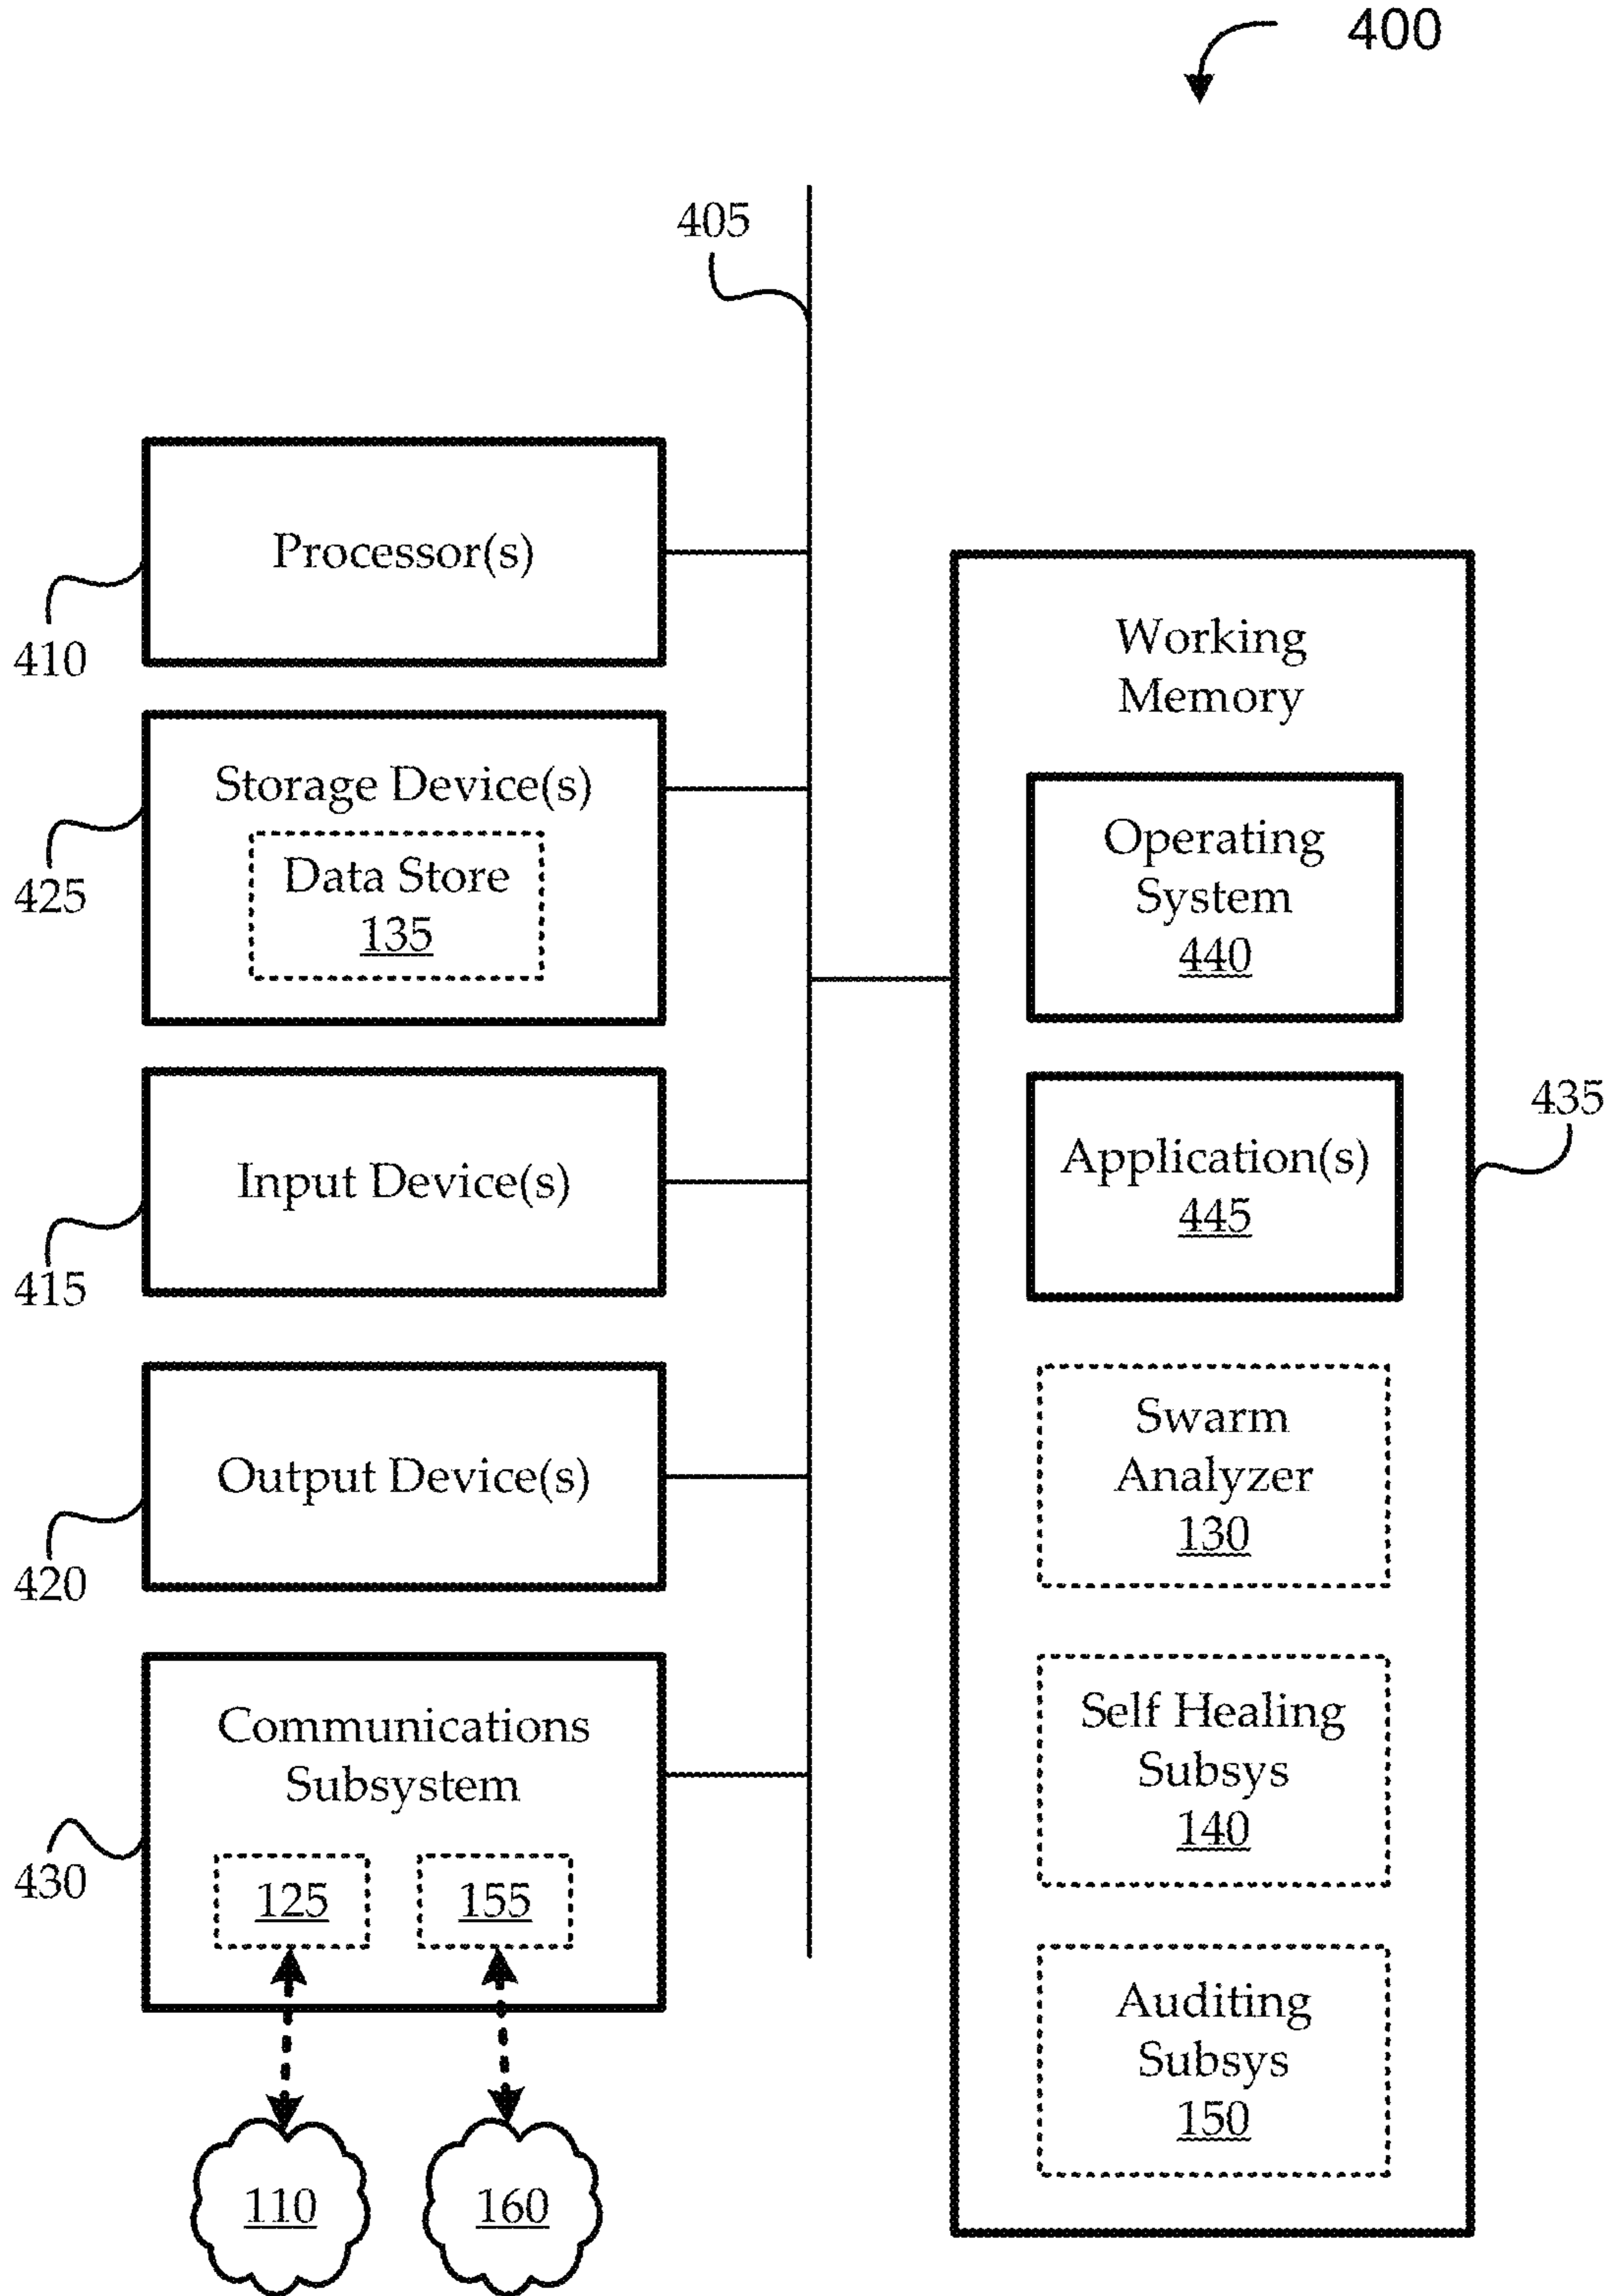 400
405
Processor(s)
410
Storage Device(s)
Data Store
135
425
Input Device(s)
415
Output Device(s)
420
Communications
Subsystem
125
155
430
110
160
Working
Memory
Operating
System
440
Application(s)
445
435
Swarm
Analyzer
130
Self Healing
Subsys
140
Auditing
Subsys
150